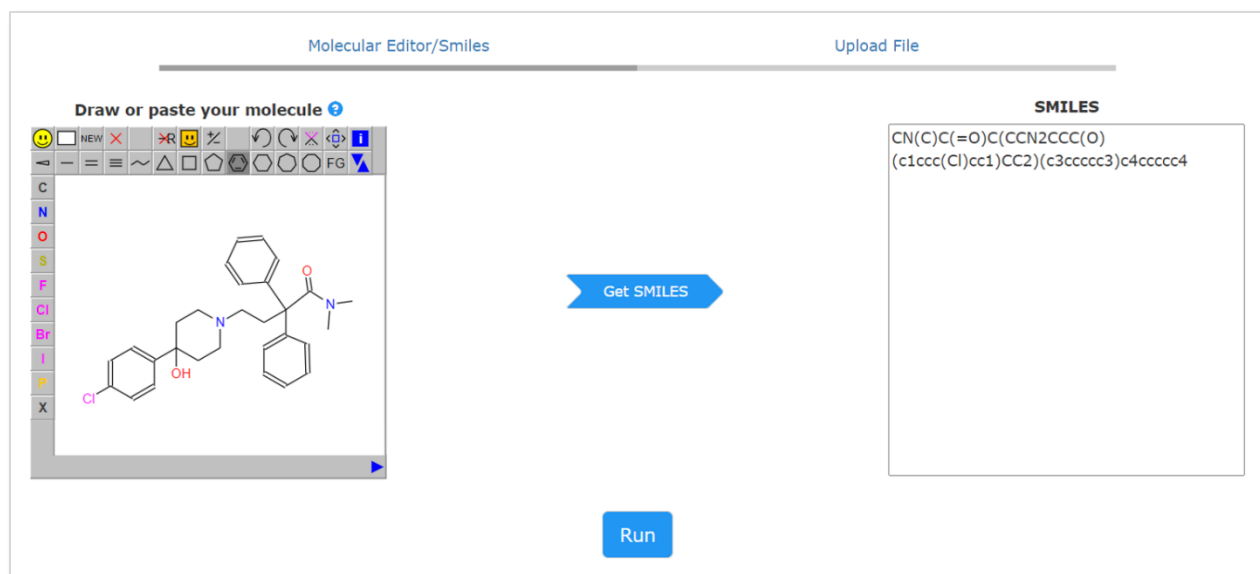 Molecular Editor/Smiles Upload File
Draw or paste your molecule ?
SMILES
NEW R i
FG
C
N
O
S
F
Cl
Br
I
P
X
CN(C)C(=O)C(CCN2CCC(O)
(c1ccc(Cl)cc1)CC2)(c3ccccc3)c4ccccc4
O
N
N
OH
Cl
Get SMILES
Run